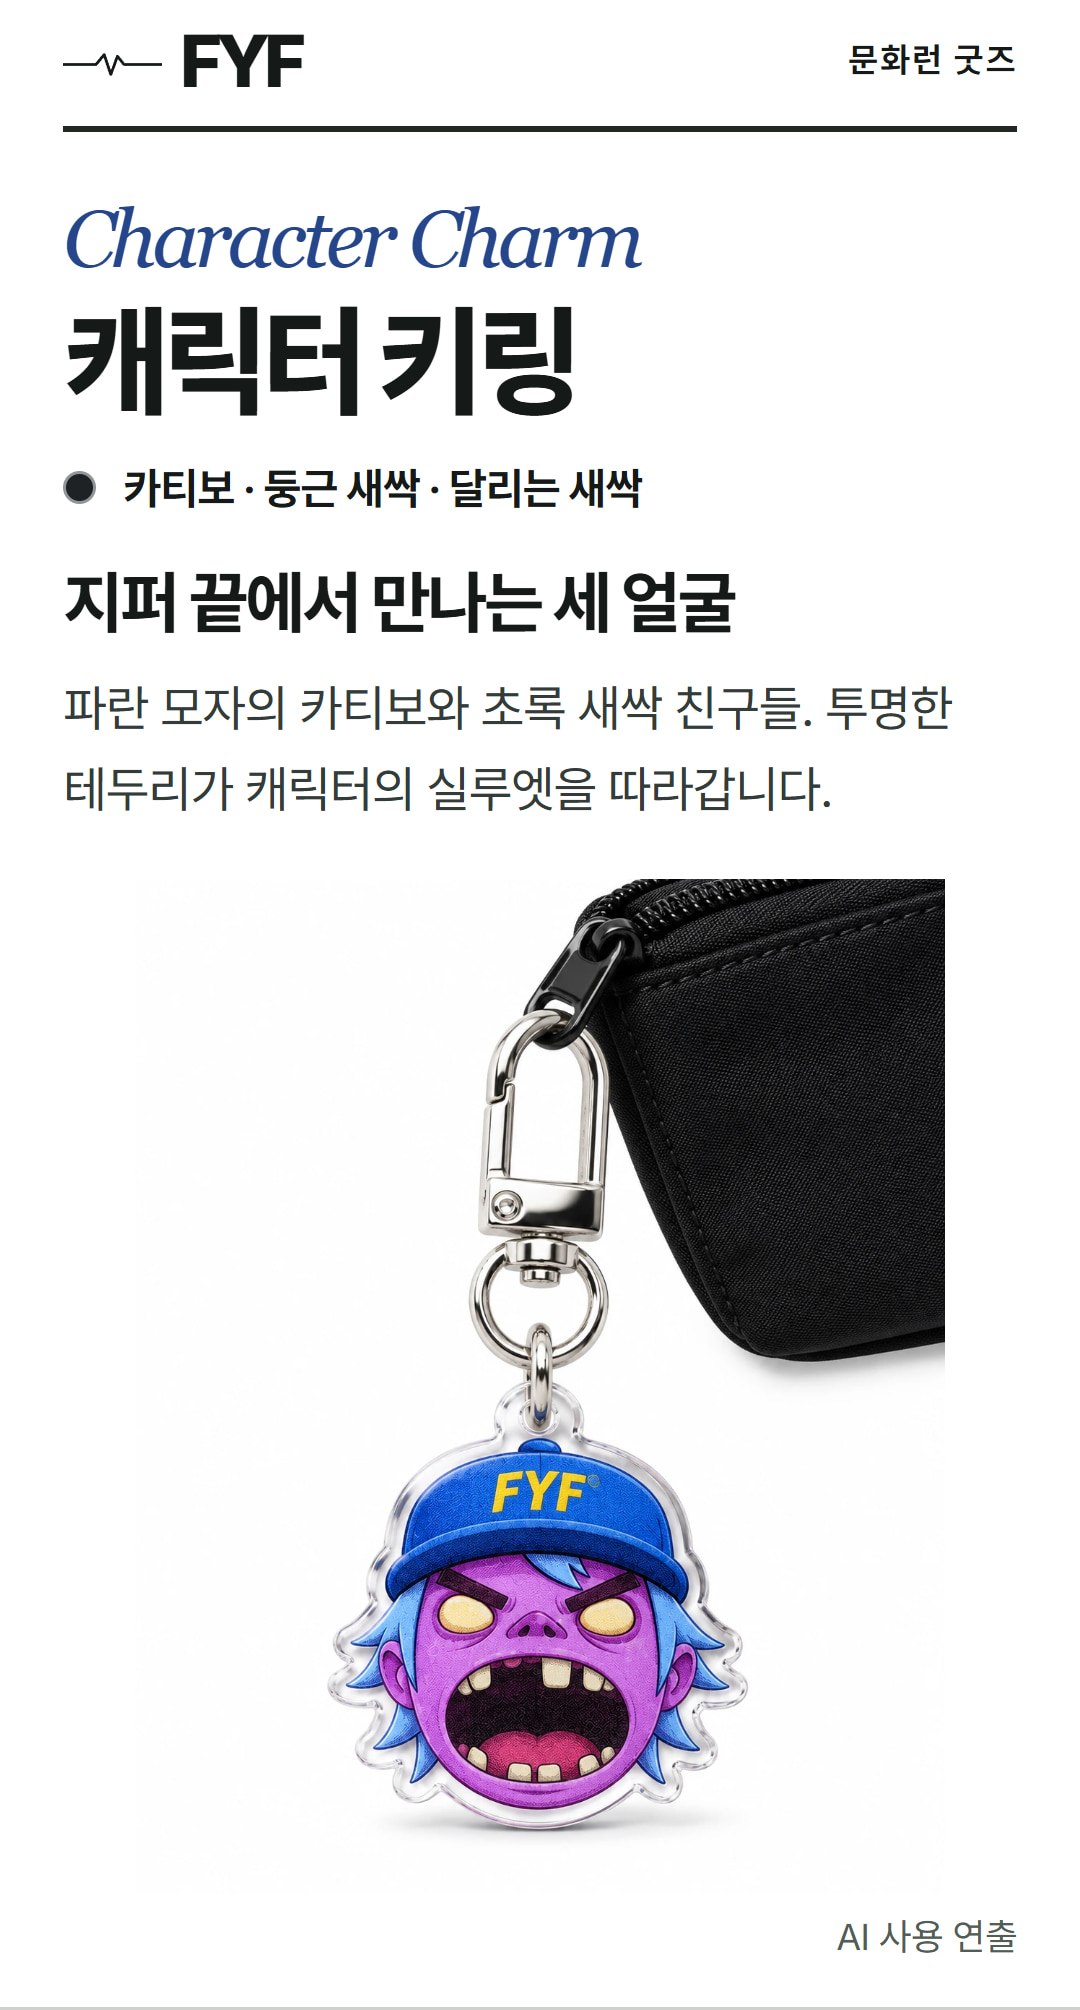 FYF
문화런 굿즈
Character Charm
캐릭터 키링
카티보 · 둥근 새싹 · 달리는 새싹
지퍼 끝에서 만나는 세 얼굴
파란 모자의 카티보와 초록 새싹 친구들. 투명한
테두리가 캐릭터의 실루엣을 따라갑니다.
FYF
AI 사용 연출